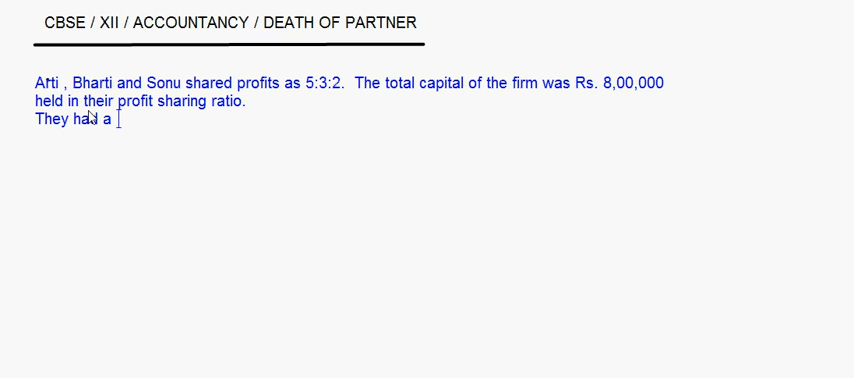 CBSE / XII / ACCOUNTANCY / DEATH OF PARTNER
Arti , Bharti and Sonu shared profits as 5:3:2. The total capital of the firm was Rs. 8,00,000
held in their profit sharing ratio.
They had a